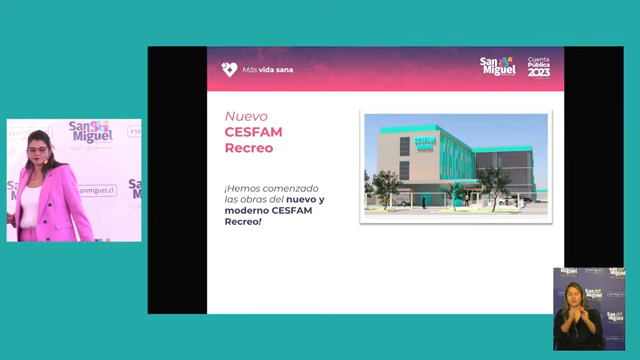 Más vida sana
San Miguel
Cuenta
Pública
2023
Nuevo
CESFAM
Recreo
¡Hemos comenzado
las obras del nuevo y
moderno CESFAM
Recreo!
CESFAM
San
Miguel
sanmiguel.cl
San
Miguel